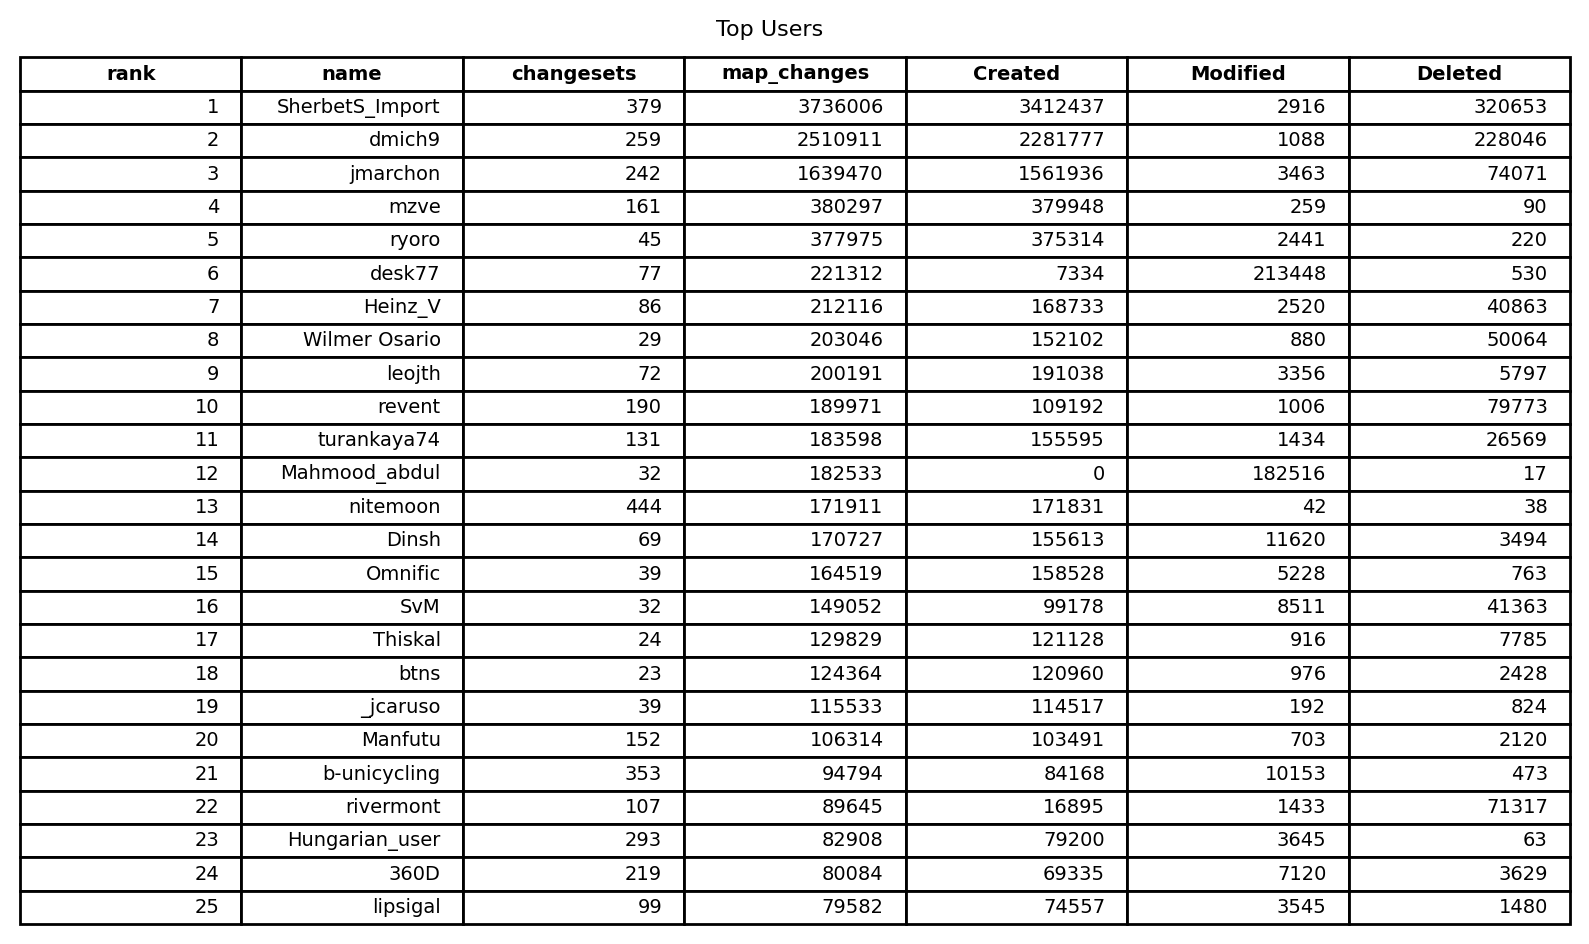 Top Users
rank name changesets map_changes Created Modified Deleted
1 SherbetS_Import 379 3736006 3412437 2916 320653
2 dmich9 259 2510911 2281777 1088 228046
3 jmarchon 242 1639470 1561936 3463 74071
4 mzve 161 380297 379948 259 90
5 ryoro 45 377975 375314 2441 220
6 desk77 77 221312 7334 213448 530
7 Heinz_V 86 212116 168733 2520 40863
8 Wilmer Osario 29 203046 152102 880 50064
9 leojth 72 200191 191038 3356 5797
10 revent 190 189971 109192 1006 79773
11 turankaya74 131 183598 155595 1434 26569
12 Mahmood_abdul 32 182533 0 182516 17
13 nitemoon 444 171911 171831 42 38
14 Dinsh 69 170727 155613 11620 3494
15 Omnific 39 164519 158528 5228 763
16 SvM 32 149052 99178 8511 41363
17 Thiskal 24 129829 121128 916 7785
18 btns 23 124364 120960 976 2428
19 _jcaruso 39 115533 114517 192 824
20 Manfutu 152 106314 103491 703 2120
21 b-unicycling 353 94794 84168 10153 473
22 rivermont 107 89645 16895 1433 71317
23 Hungarian_user 293 82908 79200 3645 63
24 360D 219 80084 69335 7120 3629
25 lipsigal 99 79582 74557 3545 1480